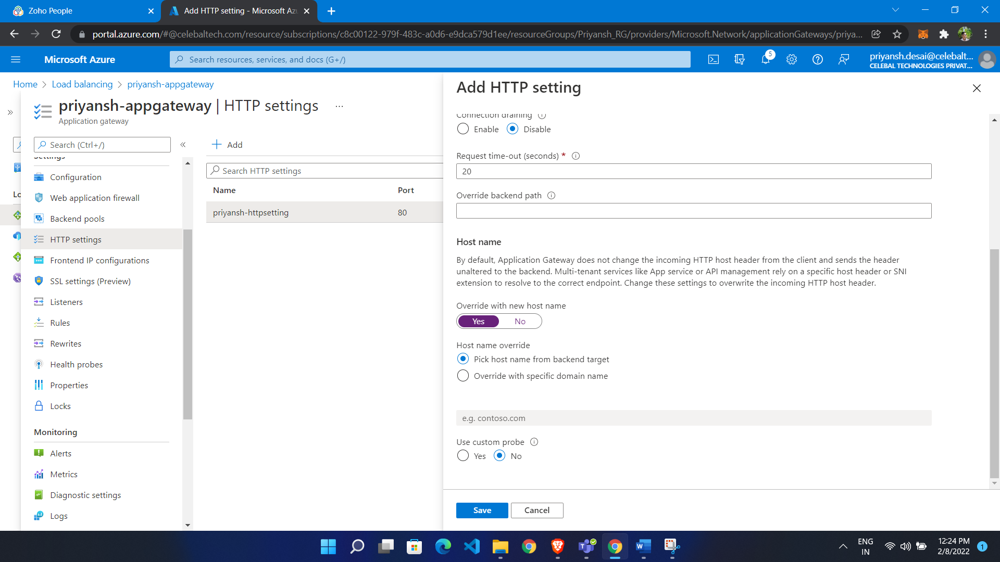 Zoho People
Add HTTP setting - Microsoft Az
portal.azure.com/#@celebaltech.com/resource/subscriptions/c8c00122-979f-483c-a0d6-e9dca579d1ee/resourceGroups/Priyansh_RG/providers/Microsoft.Network/applicationGateways/priya...
Microsoft Azure
Search resources, services, and docs (G+/)
5
priyansh.desai@celebalt...
CELEBAL TECHNOLOGIES PRIVAT...
Home > Load balancing > priyansh-appgateway
priyansh-appgateway | HTTP settings ...
Application gateway
Search (Ctrl+/)
Settings
Configuration
Web application firewall
Backend pools
HTTP settings
Frontend IP configurations
SSL settings (Preview)
Listeners
Rules
Rewrites
Health probes
Properties
Locks
Monitoring
Alerts
Metrics
Diagnostic settings
Logs
Lo
Add
Search HTTP settings
Name Port
priyansh-httpsetting 80
Add HTTP setting
Connection draining
Enable Disable
Request time-out (seconds) *
20
Override backend path
Host name
By default, Application Gateway does not change the incoming HTTP host header from the client and sends the header
unaltered to the backend. Multi-tenant services like App service or API management rely on a specific host header or SNI
extension to resolve to the correct endpoint. Change these settings to overwrite the incoming HTTP host header.
Override with new host name
Yes No
Host name override
Pick host name from backend target
Override with specific domain name
e.g. contoso.com
Use custom probe
Yes No
Save Cancel
ENG
IN
12:24 PM
2/8/2022
1